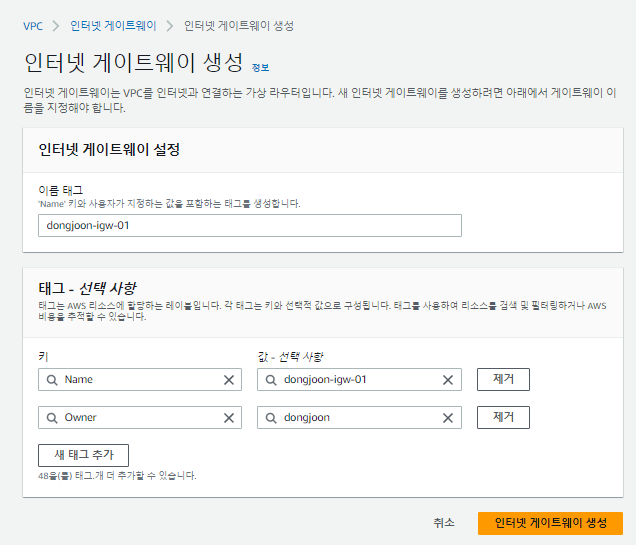 VPC > 인터넷 게이트웨이 > 인터넷 게이트웨이 생성
인터넷 게이트웨이 생성 정보
인터넷 게이트웨이는 VPC를 인터넷과 연결하는 가상 라우터입니다. 새 인터넷 게이트웨이를 생성하려면 아래에서 게이트웨이 이
름을 지정해야 합니다.
인터넷 게이트웨이 설정
이름 태그
'Name' 키와 사용자가 지정하는 값을 포함하는 태그를 생성합니다.
dongjoon-igw-01
태그 - 선택 사항
태그는 AWS 리소스에 할당하는 레이블입니다. 각 태그는 키와 선택적 값으로 구성됩니다. 태그를 사용하여 리소스를 검색 및 필터링하거나 AWS
비용을 추적할 수 있습니다.
키 값 - 선택 사항
Name dongjoon-igw-01 제거
Owner dongjoon 제거
새 태그 추가
48을(를) 태그.개 더 추가할 수 있습니다.
취소 인터넷 게이트웨이 생성